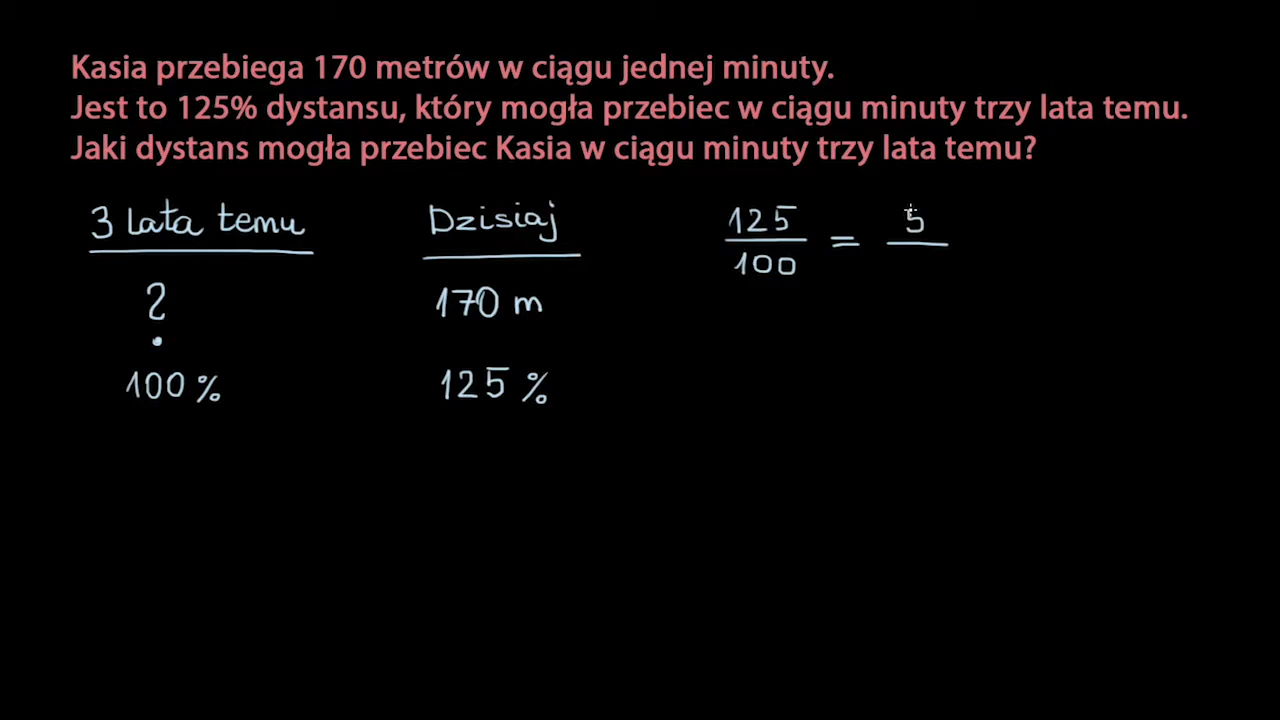 Kasia przebiega 170 metrów w ciągu jednej minuty.
Jest to 125% dystansu, który mogła przebiec w ciągu minuty trzy lata temu.
Jaki dystans mogła przebiec Kasia w ciągu minuty trzy lata temu?
3 lata temu
?
100 %
Dzisiaj
170 m
125 %
125
100
=
5